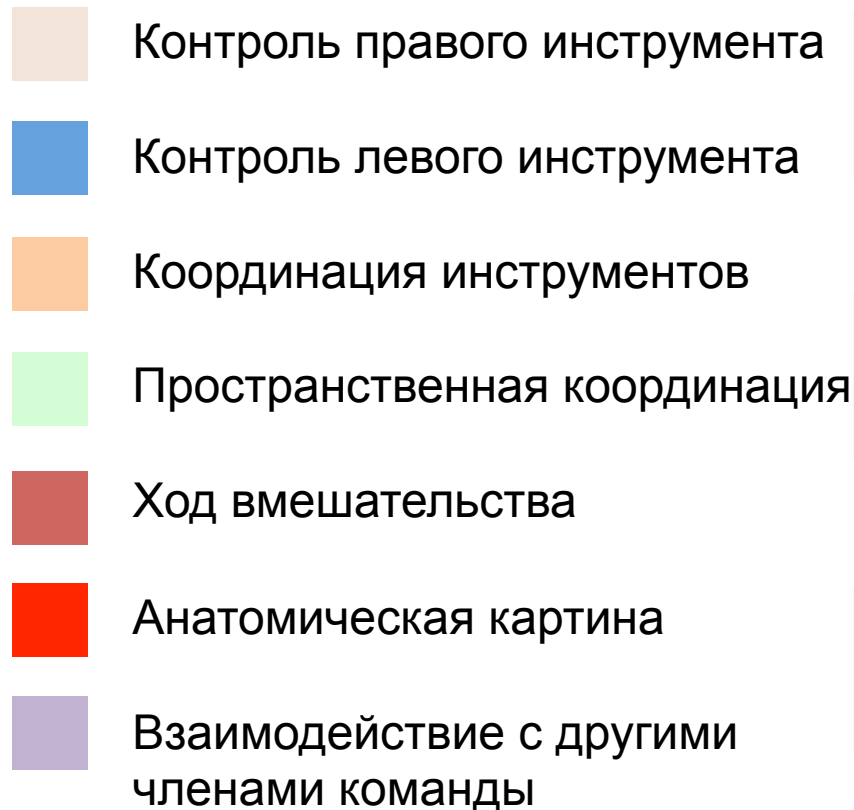 Контроль правого инструмента
Контроль левого инструмента
Координация инструментов
Пространственная координация
Ход вмешательства
Анатомическая картина
Взаимодействие с другими
членами команды